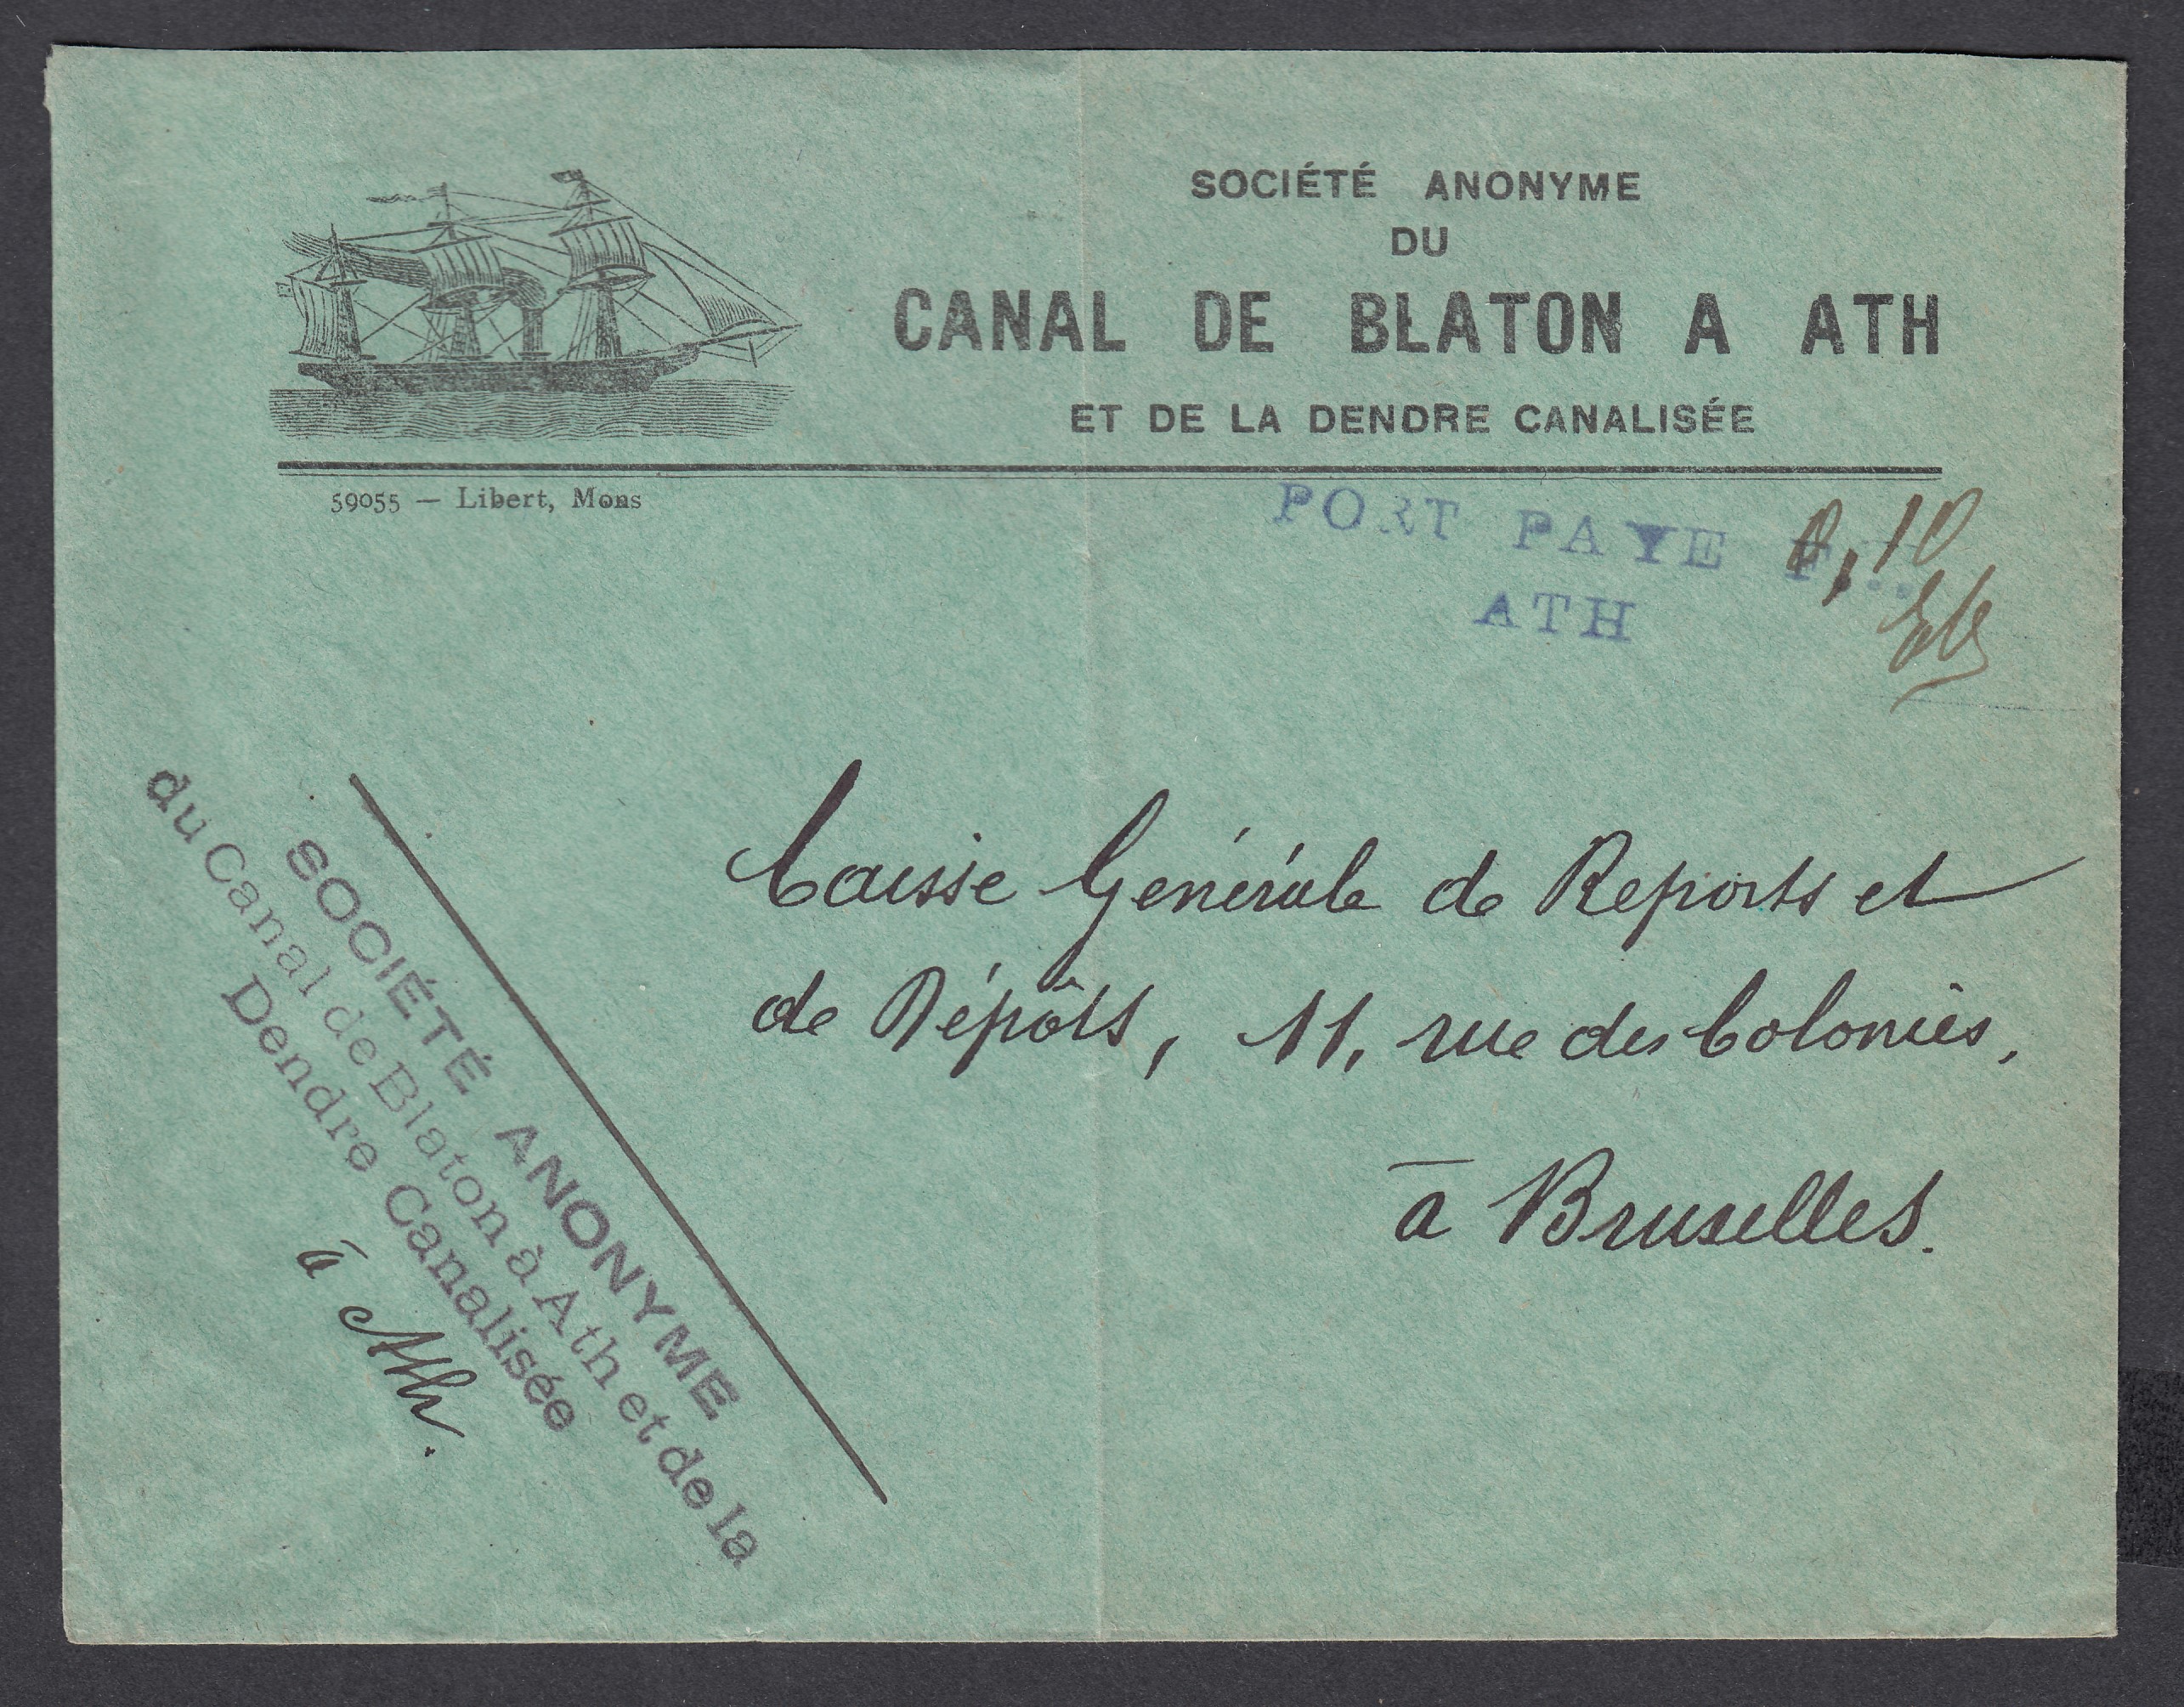 SOCIÉTÉ ANONYME
DU
CANAL DE BLATON A ATH
ET DE LA DENDRE CANALISÉE
59055 — Libert, Mons
PORT PAYE F 0,10
ATH
Caisse Générale de Reports et
de Dépôts, 11, rue des Colonies,
à Bruxelles.
SOCIÉTÉ ANONYME
du Canal de Blaton à Ath et de la
Dendre Canalisée
à Ath.